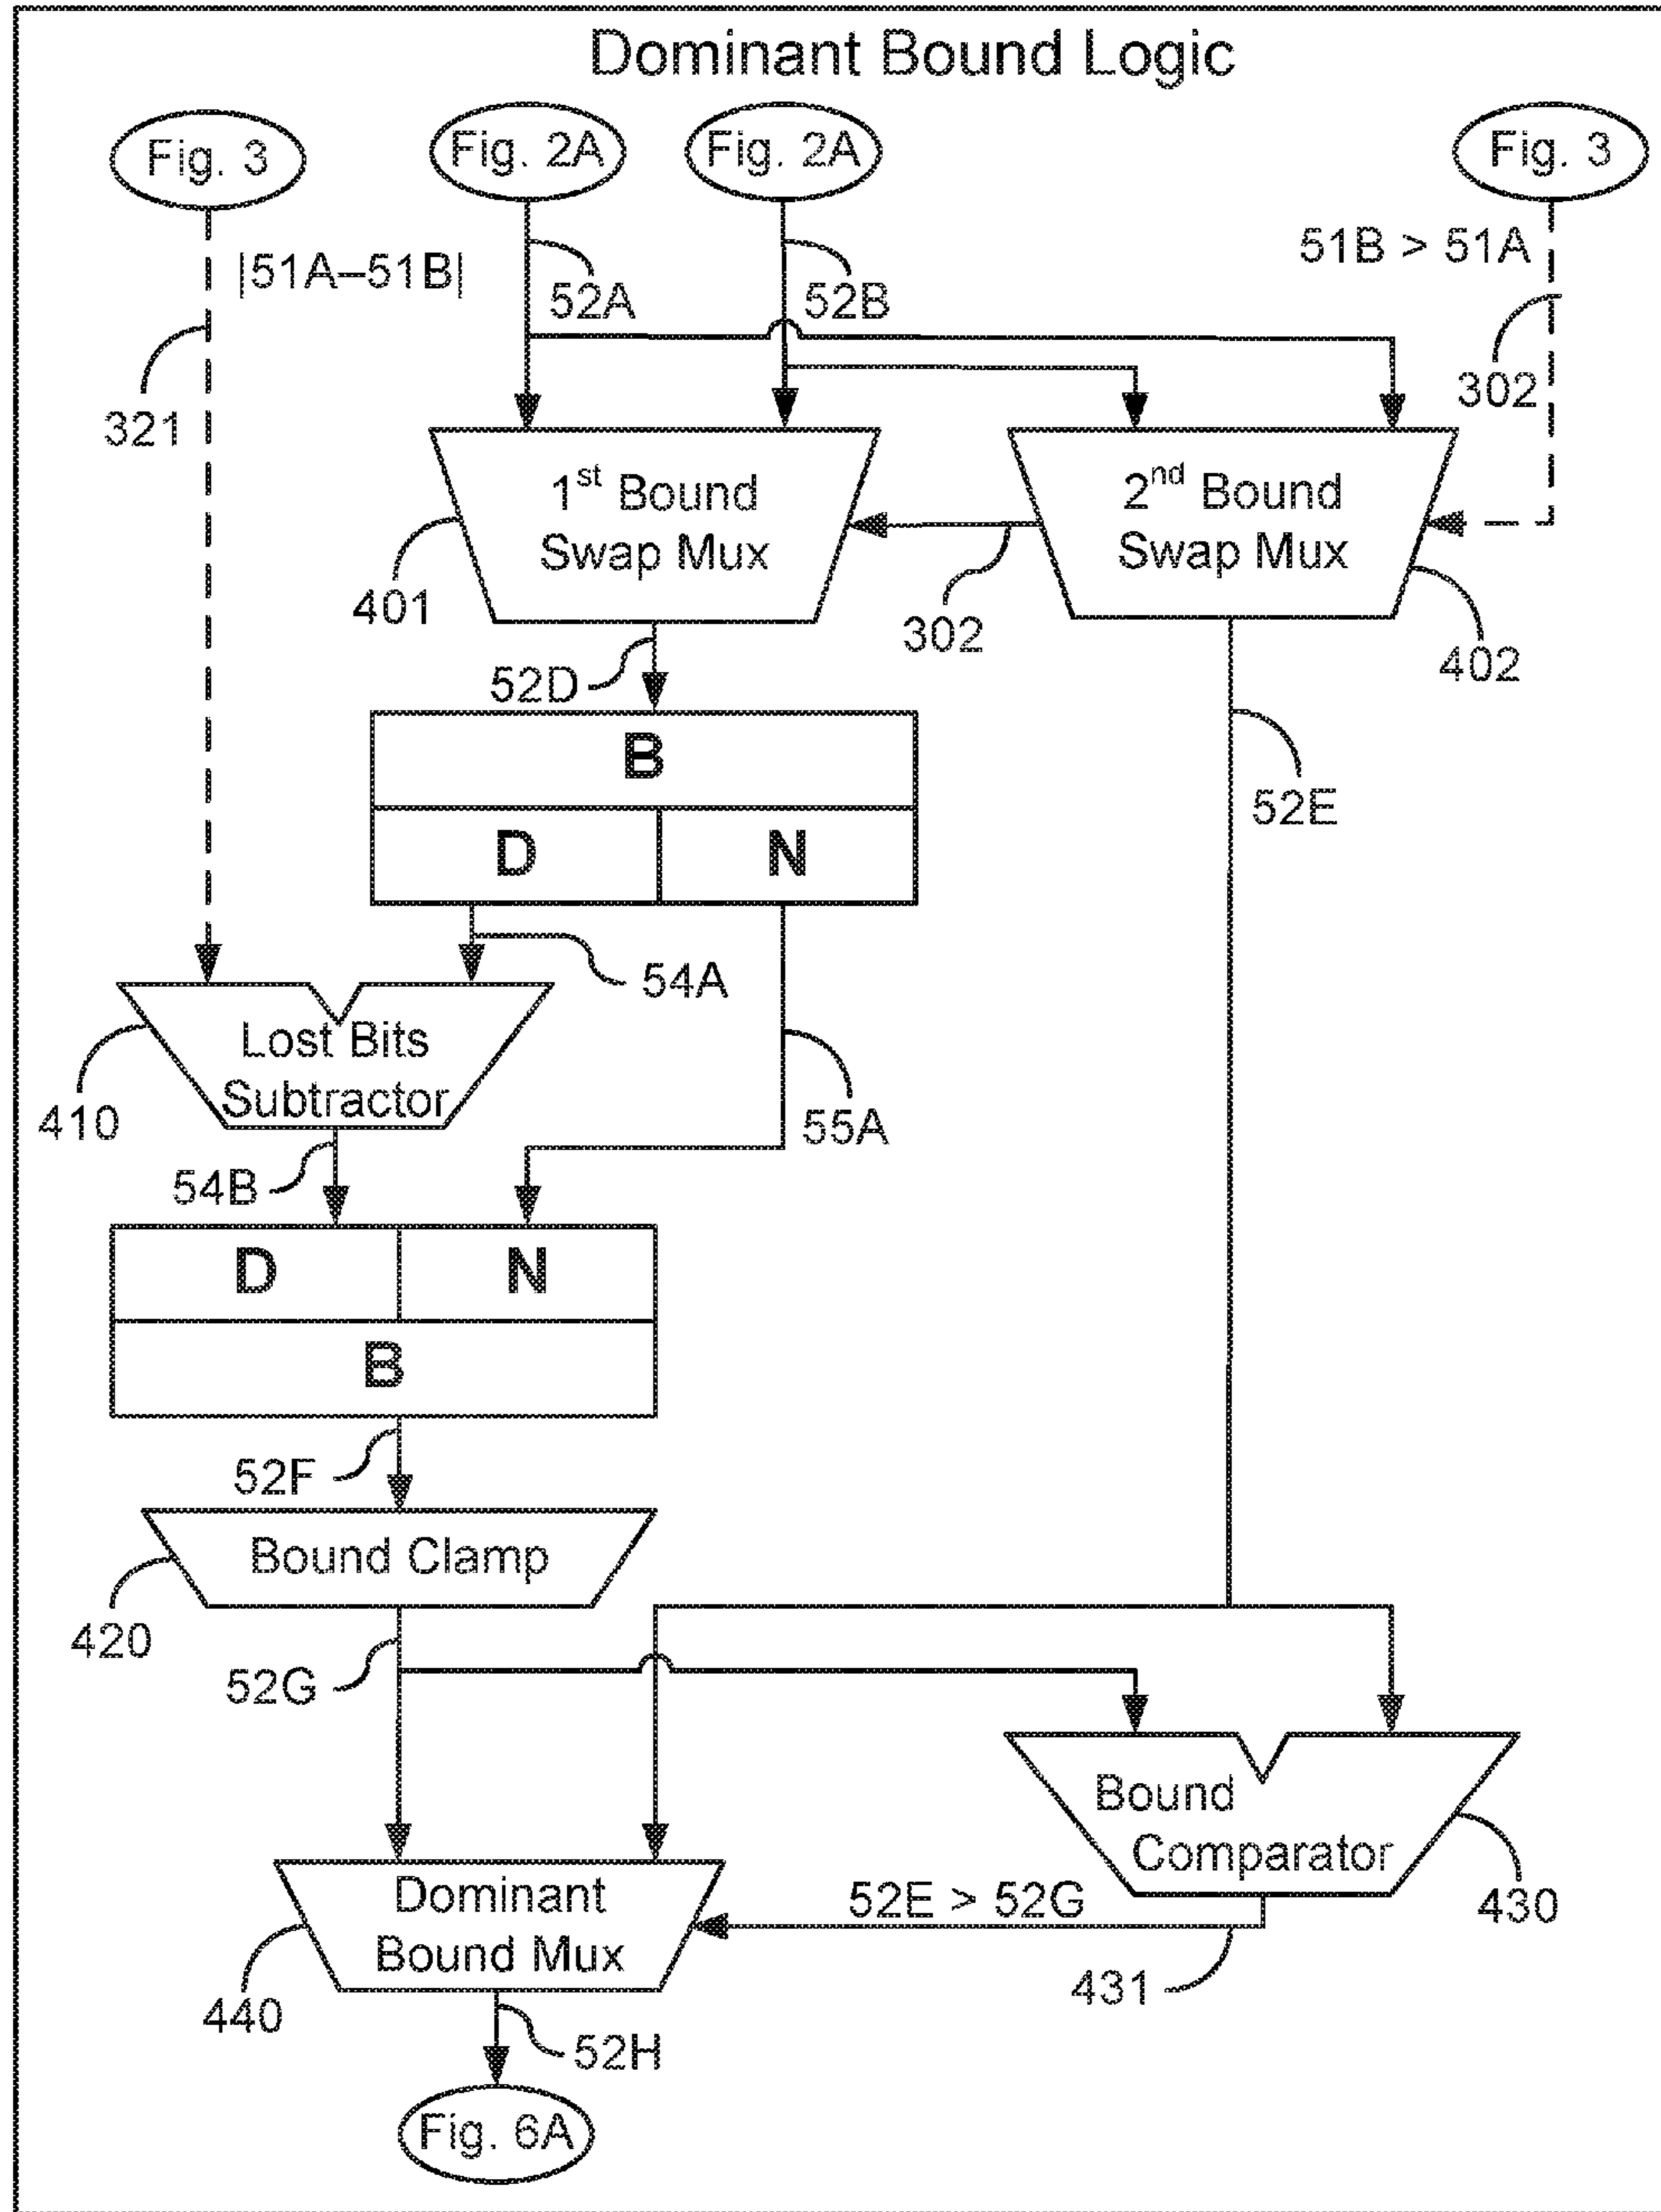 Dominant Bound Logic
Fig. 3
Fig. 2A
Fig. 2A
Fig. 3
|51A–51B|
52A
52B
51B > 51A
321
302
1st Bound
Swap Mux
2nd Bound
Swap Mux
401
302
402
52D
B
52E
D
N
54A
Lost Bits
Subtractor
410
55A
54B
D
N
B
52F
Bound Clamp
420
52G
Bound
Comparator
Dominant
Bound Mux
52E > 52G
430
440
431
52H
Fig. 6A